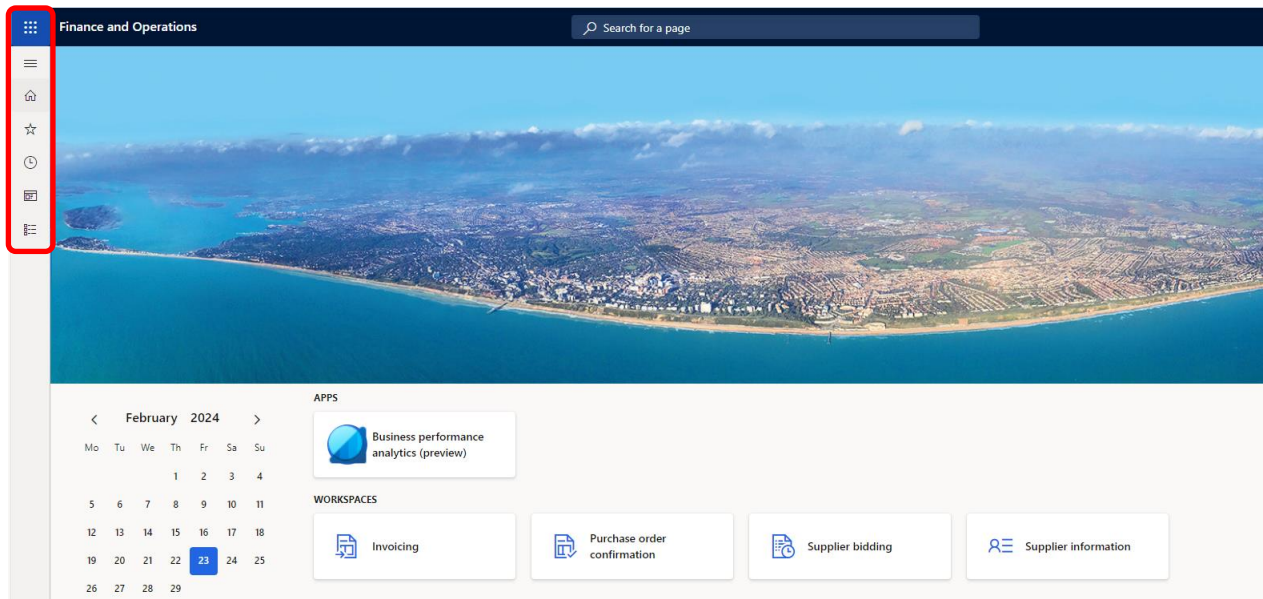 Finance and Operations
Search for a page
February 2024
Mo Tu We Th Fr Sa Su
1 2 3 4
5 6 7 8 9 10 11
12 13 14 15 16 17 18
19 20 21 22 23 24 25
26 27 28 29
APPS
Business performance
analytics (preview)
WORKSPACES
Invoicing
Purchase order
confirmation
Supplier bidding
Supplier information